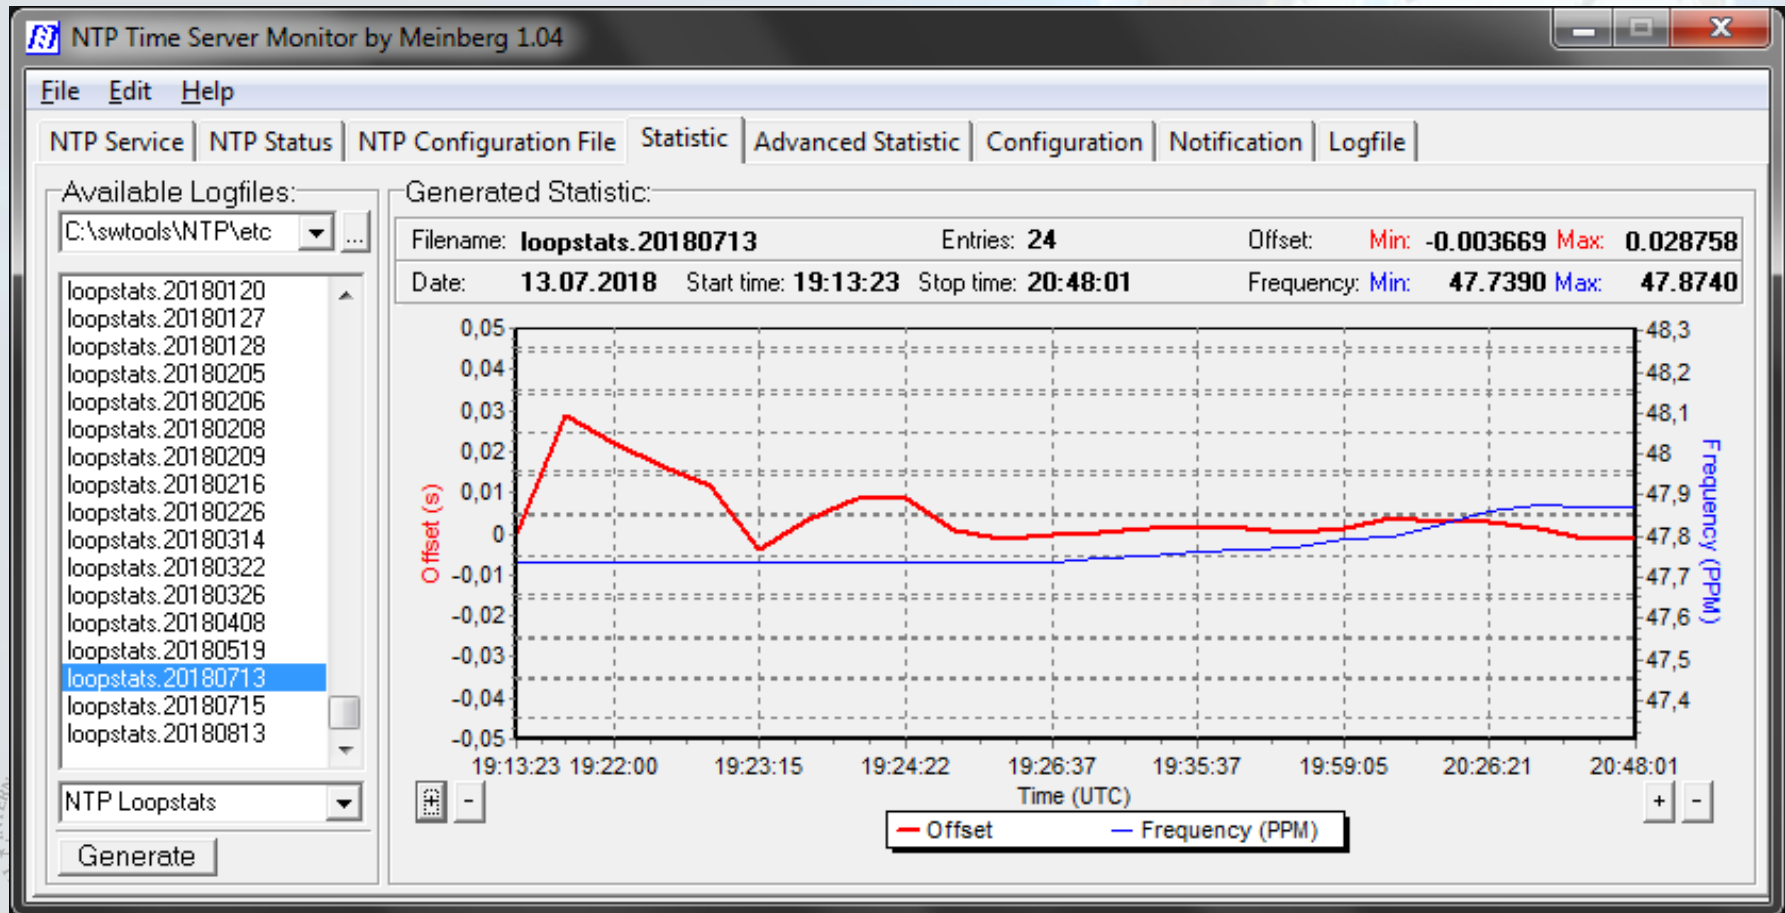 NTP Time Server Monitor by Meinberg 1.04
File Edit Help
NTP Service NTP Status NTP Configuration File Statistic Advanced Statistic Configuration Notification Logfile
Available Logfiles:
C:\swtools\NTP\etc ...
loopstats.20180120
loopstats.20180127
loopstats.20180128
loopstats.20180205
loopstats.20180206
loopstats.20180208
loopstats.20180209
loopstats.20180216
loopstats.20180226
loopstats.20180314
loopstats.20180322
loopstats.20180326
loopstats.20180408
loopstats.20180519
loopstats.20180713
loopstats.20180715
loopstats.20180813
NTP Loopstats
Generate
Generated Statistic:
Filename: loopstats.20180713 Entries: 24 Offset: Min: -0.003669 Max: 0.028758
Date: 13.07.2018 Start time: 19:13:23 Stop time: 20:48:01 Frequency: Min: 47.7390 Max: 47.8740
Offset (s)
0,05
0,04
0,03
0,02
0,01
0
-0,01
-0,02
-0,03
-0,04
-0,05
48,3
48,2
48,1
48
47,9
47,8
47,7
47,6
47,5
47,4
Frequency (PPM)
19:13:23 19:22:00 19:23:15 19:24:22 19:26:37 19:35:37 19:59:05 20:26:21 20:48:01
Time (UTC)
+ - + -
Offset Frequency (PPM)